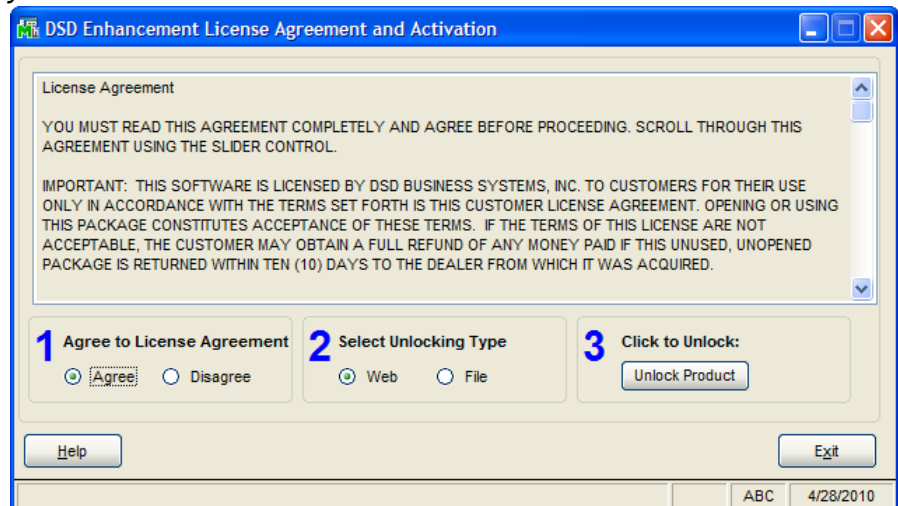 DSD Enhancement License Agreement and Activation
License Agreement
YOU MUST READ THIS AGREEMENT COMPLETELY AND AGREE BEFORE PROCEEDING. SCROLL THROUGH THIS
AGREEMENT USING THE SLIDER CONTROL.
IMPORTANT: THIS SOFTWARE IS LICENSED BY DSD BUSINESS SYSTEMS, INC. TO CUSTOMERS FOR THEIR USE
ONLY IN ACCORDANCE WITH THE TERMS SET FORTH IS THIS CUSTOMER LICENSE AGREEMENT. OPENING OR USING
THIS PACKAGE CONSTITUTES ACCEPTANCE OF THESE TERMS. IF THE TERMS OF THIS LICENSE ARE NOT
ACCEPTABLE, THE CUSTOMER MAY OBTAIN A FULL REFUND OF ANY MONEY PAID IF THIS UNUSED, UNOPENED
PACKAGE IS RETURNED WITHIN TEN (10) DAYS TO THE DEALER FROM WHICH IT WAS ACQUIRED.
1 Agree to License Agreement
Agree Disagree
2 Select Unlocking Type
Web File
3 Click to Unlock:
Unlock Product
Help Exit
ABC 4/28/2010